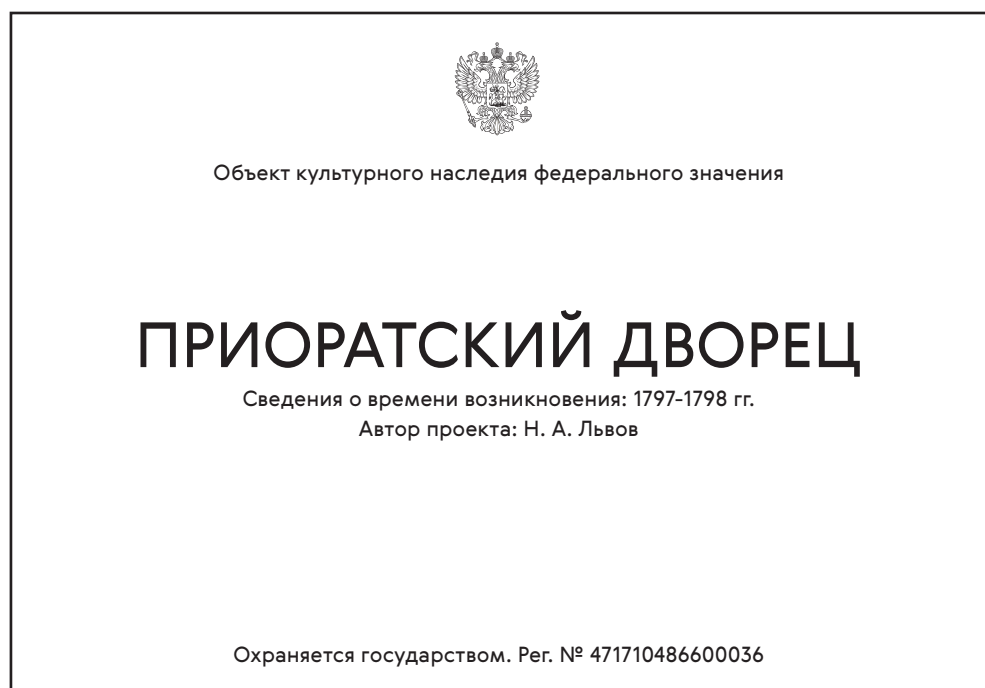 Объект культурного наследия федерального значения
ПРИОРАТСКИЙ ДВОРЕЦ
Сведения о времени возникновения: 1797-1798 гг.
Автор проекта: Н. А. Львов
Охраняется государством. Рег. № 471710486600036